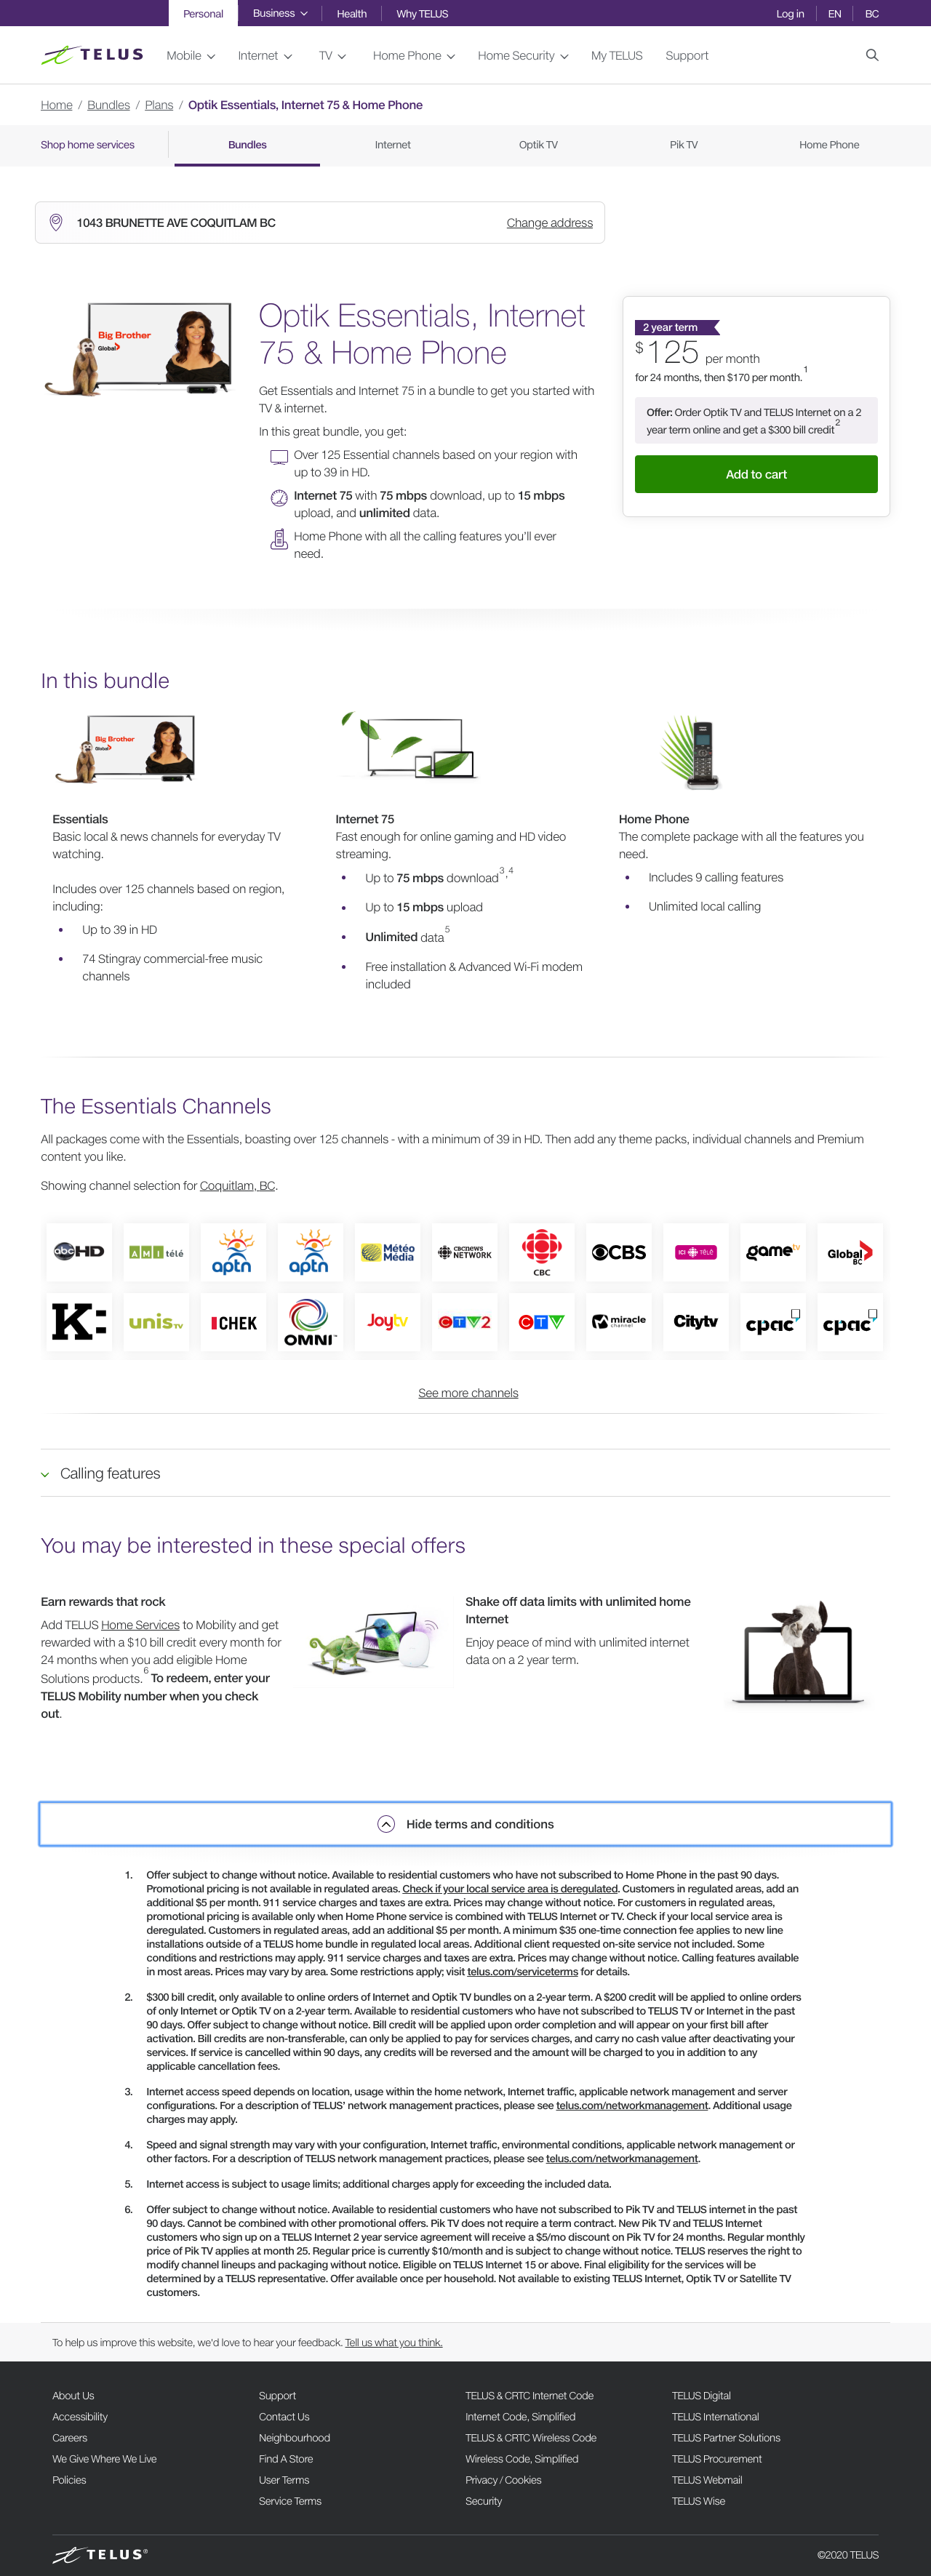 Personal Business Health Why TELUS Log in EN BC
TELUS Mobile Internet TV Home Phone Home Security My TELUS Support
Home / Bundles / Plans / Optik Essentials, Internet 75 & Home Phone
Shop home services Bundles Internet Optik TV Pik TV Home Phone
1043 BRUNETTE AVE COQUITLAM BC Change address
Big Brother
Global
Optik Essentials, Internet
75 & Home Phone
Get Essentials and Internet 75 in a bundle to get you started with
TV & internet.
In this great bundle, you get:
Over 125 Essential channels based on your region with
up to 39 in HD.
Internet 75 with 75 mbps download, up to 15 mbps
upload, and unlimited data.
Home Phone with all the calling features you'll ever
need.
2 year term
$125 per month
for 24 months, then $170 per month.1
Offer: Order Optik TV and TELUS Internet on a 2
year term online and get a $300 bill credit2
Add to cart
In this bundle
Big Brother
Global
Essentials
Basic local & news channels for everyday TV
watching.
Includes over 125 channels based on region,
including:
• Up to 39 in HD
• 74 Stingray commercial-free music
channels
Internet 75
Fast enough for online gaming and HD video
streaming.
• Up to 75 mbps download3,4
• Up to 15 mbps upload
• Unlimited data5
• Free installation & Advanced Wi-Fi modem
included
Home Phone
The complete package with all the features you
need.
• Includes 9 calling features
• Unlimited local calling
The Essentials Channels
All packages come with the Essentials, boasting over 125 channels - with a minimum of 39 in HD. Then add any theme packs, individual channels and Premium
content you like.
Showing channel selection for Coquitlam, BC.
abc HD AMI télé aptn aptn Météo Média CBC NEWS NETWORK CBC CBS ICI TÉLÉ gametv Global BC
K: unis TV CHEK OMNI™ Joytv CTV2 CTV miracle channel Citytv cpac cpac
See more channels
Calling features
You may be interested in these special offers
Earn rewards that rock
Add TELUS Home Services to Mobility and get
rewarded with a $10 bill credit every month for
24 months when you add eligible Home
Solutions products.6 To redeem, enter your
TELUS Mobility number when you check
out.
Shake off data limits with unlimited home
Internet
Enjoy peace of mind with unlimited internet
data on a 2 year term.
Hide terms and conditions
1. Offer subject to change without notice. Available to residential customers who have not subscribed to Home Phone in the past 90 days.
Promotional pricing is not available in regulated areas. Check if your local service area is deregulated. Customers in regulated areas, add an
additional $5 per month. 911 service charges and taxes are extra. Prices may change without notice. For customers in regulated areas,
promotional pricing is available only when Home Phone service is combined with TELUS Internet or TV. Check if your local service area is
deregulated. Customers in regulated areas, add an additional $5 per month. A minimum $35 one-time connection fee applies to new line
installations outside of a TELUS home bundle in regulated local areas. Additional client requested on-site service not included. Some
conditions and restrictions may apply. 911 service charges and taxes are extra. Prices may change without notice. Calling features available
in most areas. Prices may vary by area. Some restrictions apply; visit telus.com/serviceterms for details.
2. $300 bill credit, only available to online orders of Internet and Optik TV bundles on a 2-year term. A $200 credit will be applied to online orders
of only Internet or Optik TV on a 2-year term. Available to residential customers who have not subscribed to TELUS TV or Internet in the past
90 days. Offer subject to change without notice. Bill credit will be applied upon order completion and will appear on your first bill after
activation. Bill credits are non-transferable, can only be applied to pay for services charges, and carry no cash value after deactivating your
services. If service is cancelled within 90 days, any credits will be reversed and the amount will be charged to you in addition to any
applicable cancellation fees.
3. Internet access speed depends on location, usage within the home network, Internet traffic, applicable network management and server
configurations. For a description of TELUS' network management practices, please see telus.com/networkmanagement. Additional usage
charges may apply.
4. Speed and signal strength may vary with your configuration, Internet traffic, environmental conditions, applicable network management or
other factors. For a description of TELUS network management practices, please see telus.com/networkmanagement.
5. Internet access is subject to usage limits; additional charges apply for exceeding the included data.
6. Offer subject to change without notice. Available to residential customers who have not subscribed to Pik TV and TELUS internet in the past
90 days. Cannot be combined with other promotional offers. Pik TV does not require a term contract. New Pik TV and TELUS Internet
customers who sign up on a TELUS Internet 2 year service agreement will receive a $5/mo discount on Pik TV for 24 months. Regular monthly
price of Pik TV applies at month 25. Regular price is currently $10/month and is subject to change without notice. TELUS reserves the right to
modify channel lineups and packaging without notice. Eligible on TELUS Internet 15 or above. Final eligibility for the services will be
determined by a TELUS representative. Offer available once per household. Not available to existing TELUS Internet, Optik TV or Satellite TV
customers.
To help us improve this website, we'd love to hear your feedback. Tell us what you think.
About Us Support TELUS & CRTC Internet Code TELUS Digital
Accessibility Contact Us Internet Code, Simplified TELUS International
Careers Neighbourhood TELUS & CRTC Wireless Code TELUS Partner Solutions
We Give Where We Live Find A Store Wireless Code, Simplified TELUS Procurement
Policies User Terms Privacy / Cookies TELUS Webmail
Service Terms Security TELUS Wise
TELUS® ©2020 TELUS